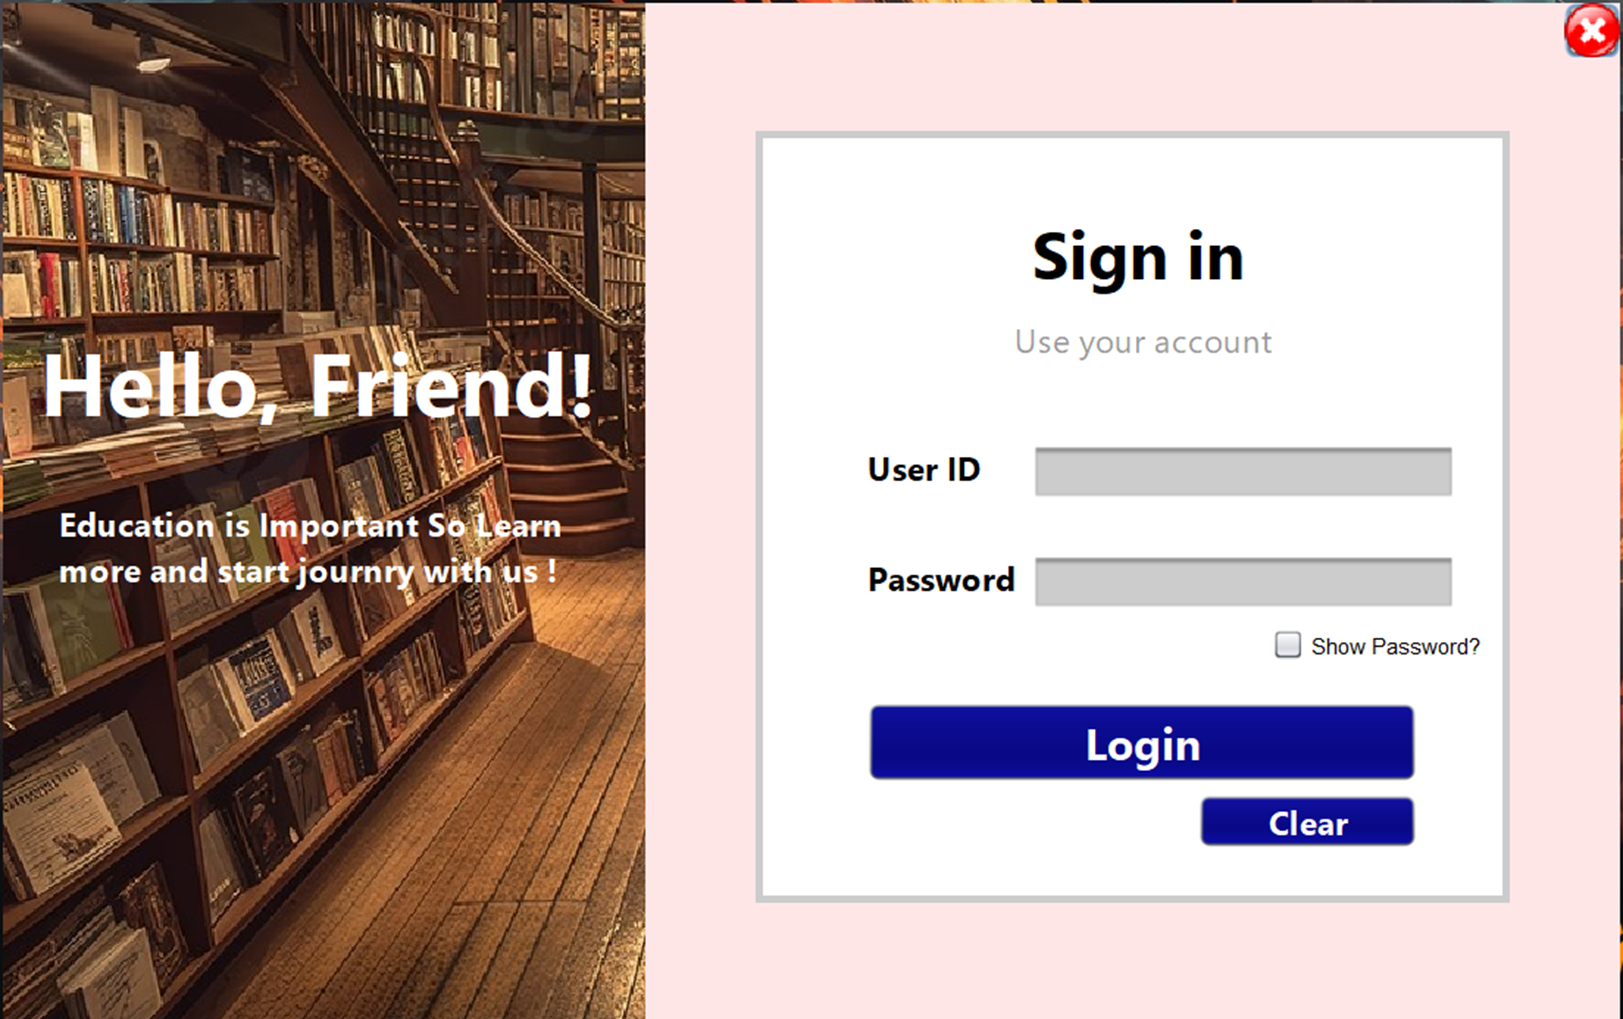 Hello, Friend!
Education is Important So Learn
more and start journry with us !
Sign in
Use your account
User ID
Password
Show Password?
Login
Clear